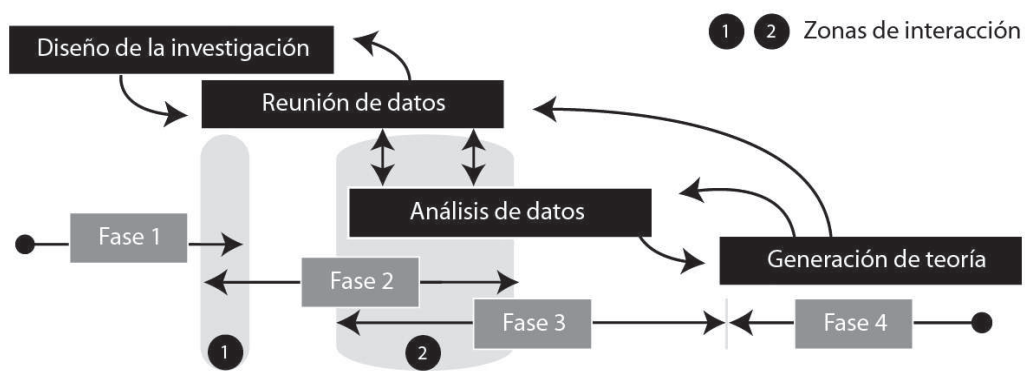 1 2 Zonas de interacción
Diseño de la investigación
Reunión de datos
Análisis de datos
Fase 1
Generación de teoría
Fase 2
Fase 3
Fase 4
1
2